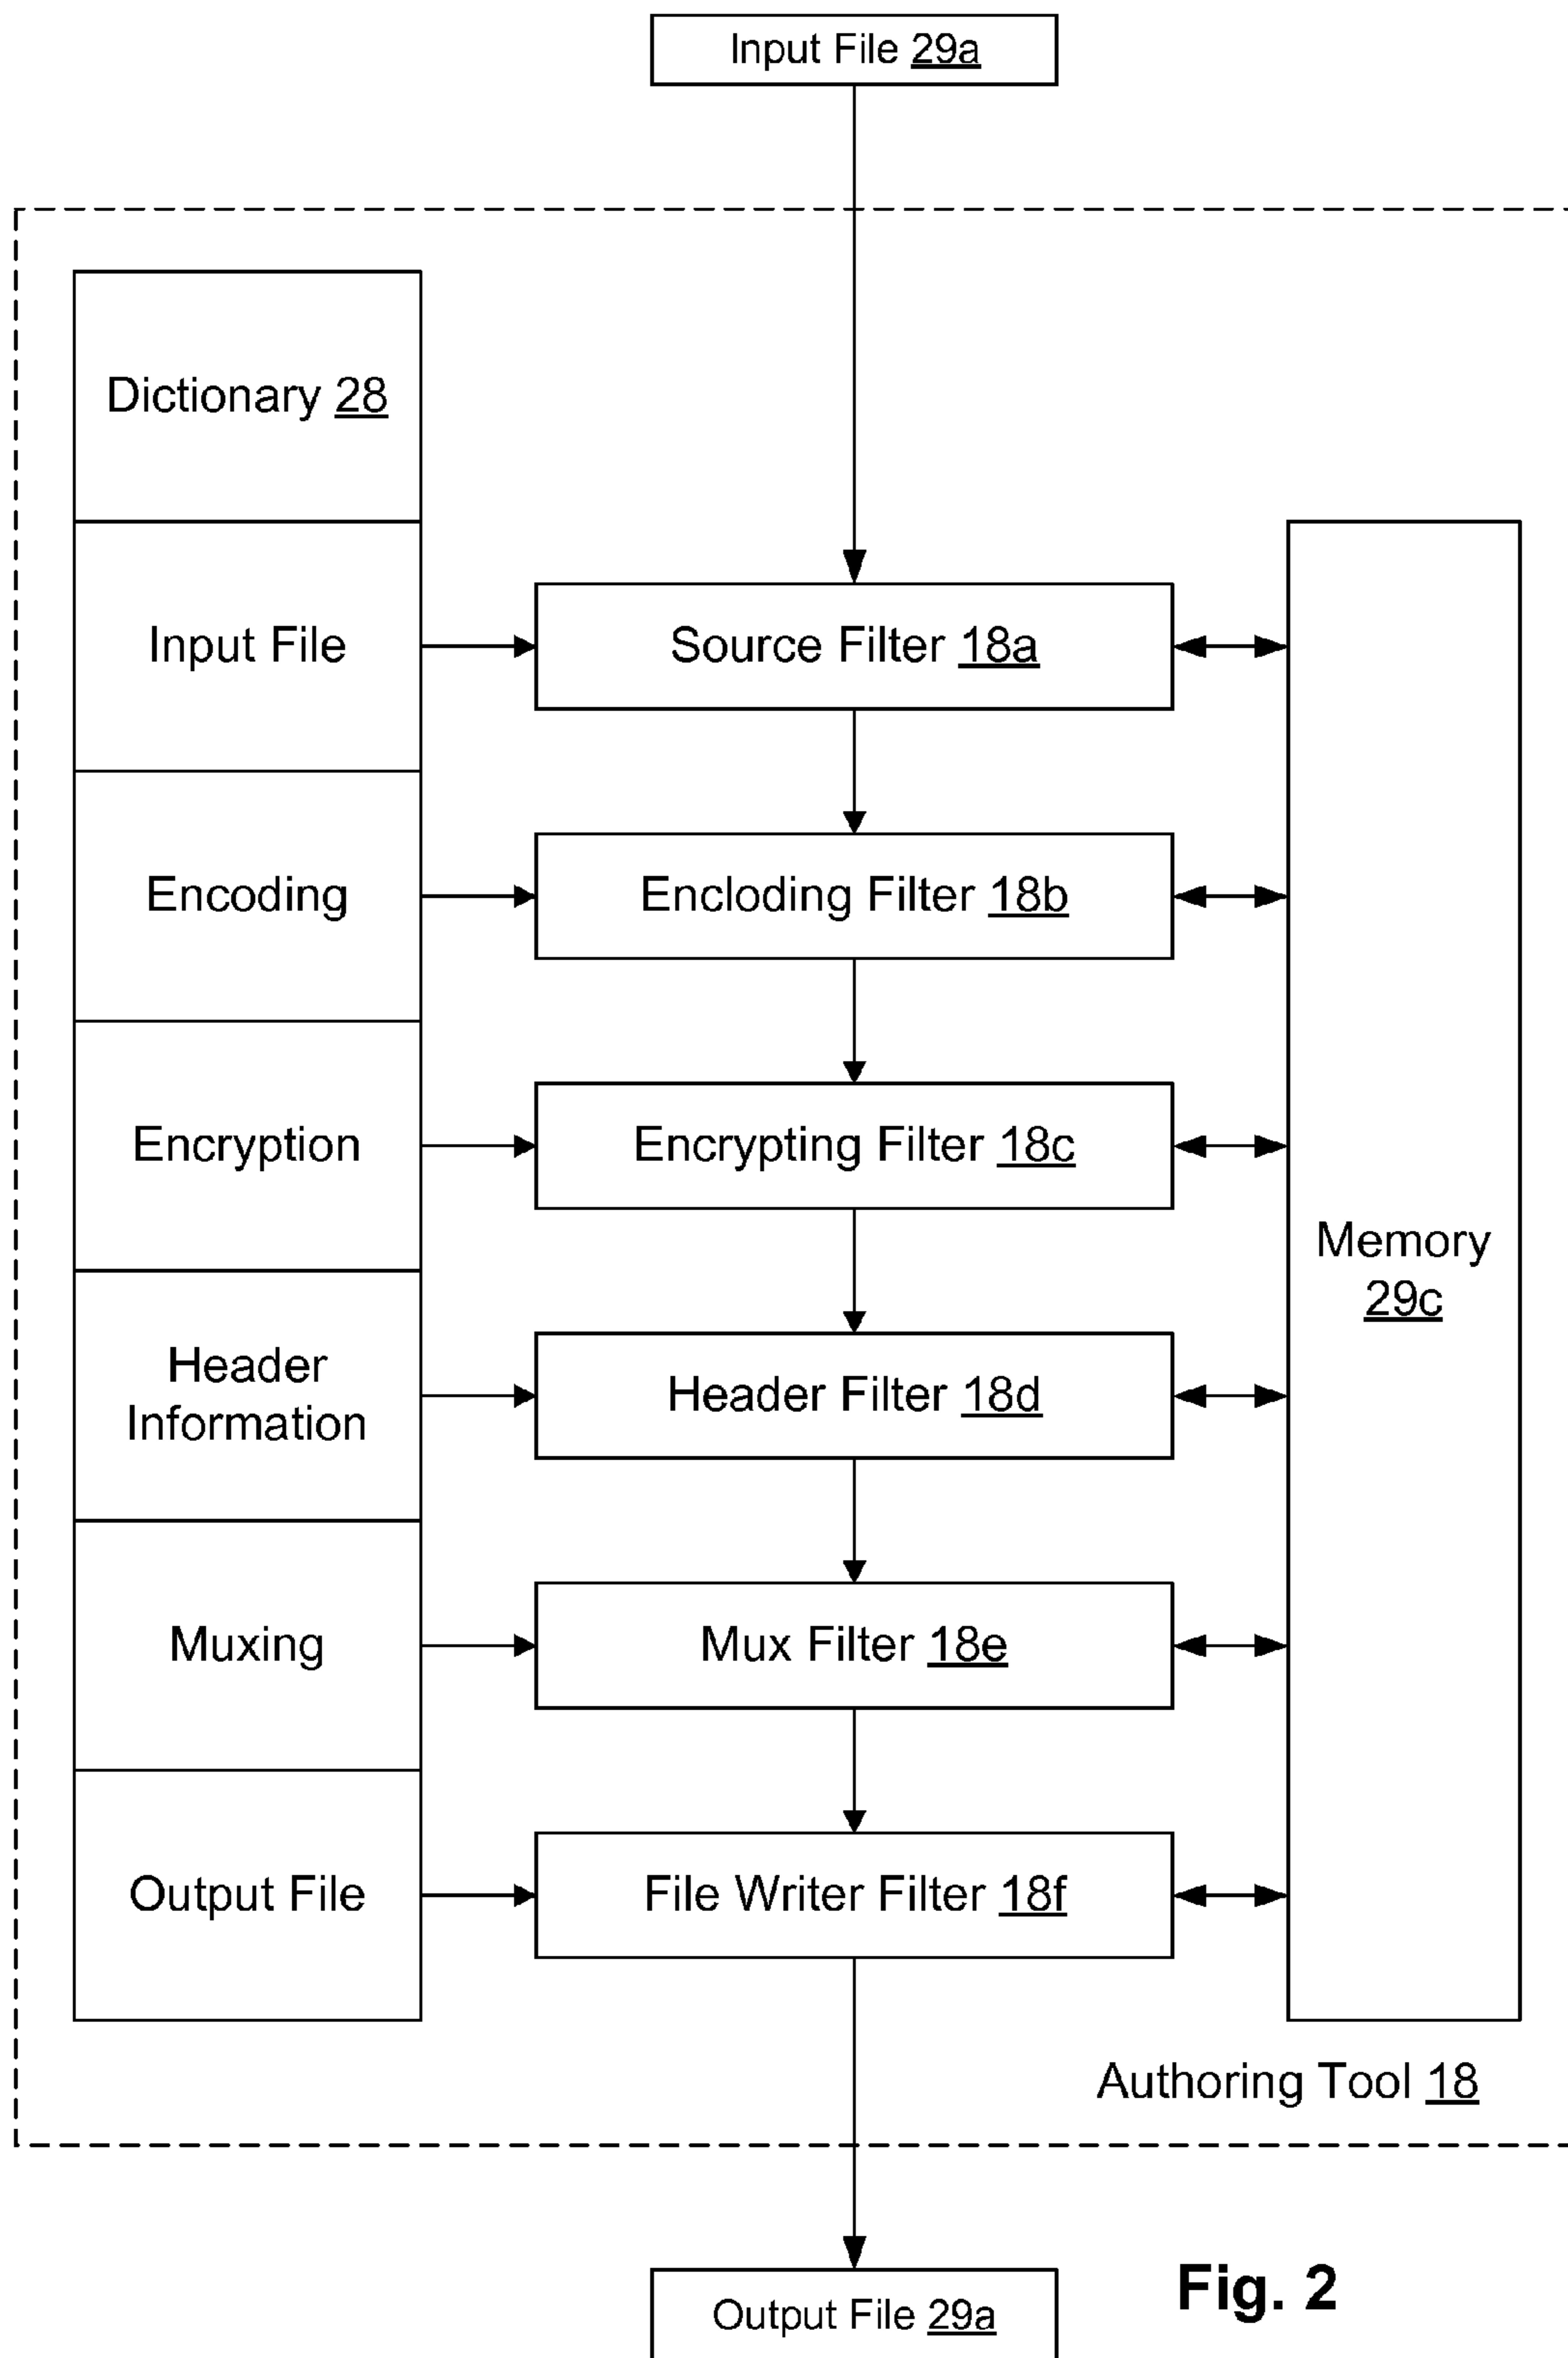 Input File 29a
Dictionary 28
Input File
Source Filter 18a
Encoding
Encloding Filter 18b
Encryption
Encrypting Filter 18c
Memory
29c
Header
Information
Header Filter 18d
Muxing
Mux Filter 18e
Output File
File Writer Filter 18f
Authoring Tool 18
Output File 29a
Fig. 2